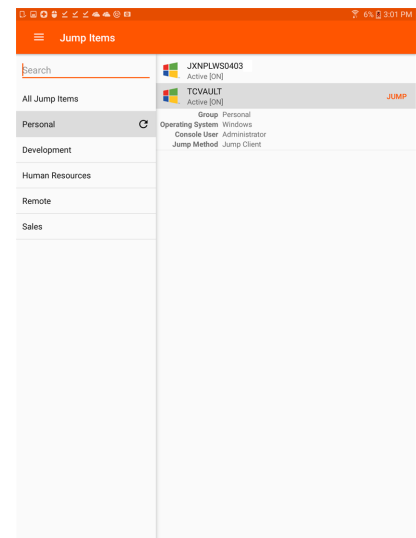 6% 3:01 PM
Jump Items
Search
All Jump Items
Personal
Development
Human Resources
Remote
Sales
JXNPLWS0403
Active [ON]
TCVAULT
Active [ON]
JUMP
Group Personal
Operating System Windows
Console User Administrator
Jump Method Jump Client